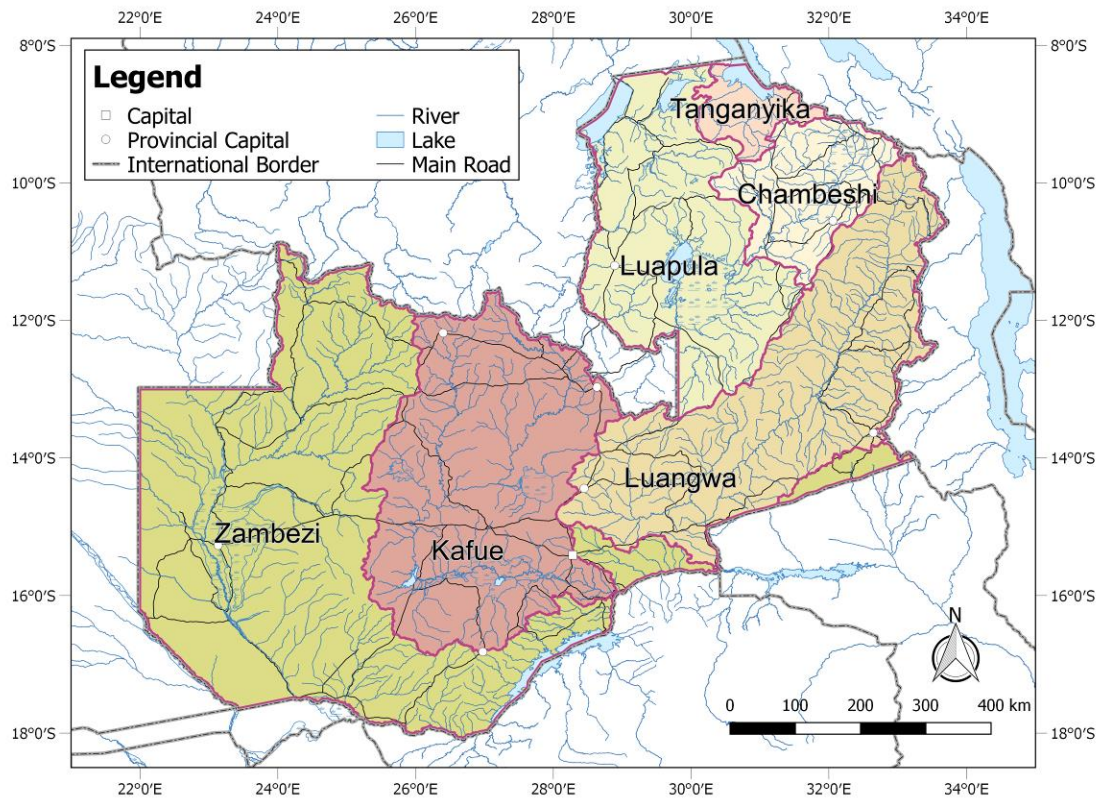 22°0'E 24°0'E 26°0'E 28°0'E 30°0'E 32°0'E 34°0'E
8°0'S 8°0'S
Legend
Capital
Provincial Capital
International Border
River
Lake
Main Road
Tanganyika
10°0'S 10°0'S
Chambeshi
Luapula
12°0'S 12°0'S
14°0'S 14°0'S
Luangwa
Zambezi
Kafue
16°0'S 16°0'S
N
0 100 200 300 400 km
18°0'S 18°0'S
22°0'E 24°0'E 26°0'E 28°0'E 30°0'E 32°0'E 34°0'E